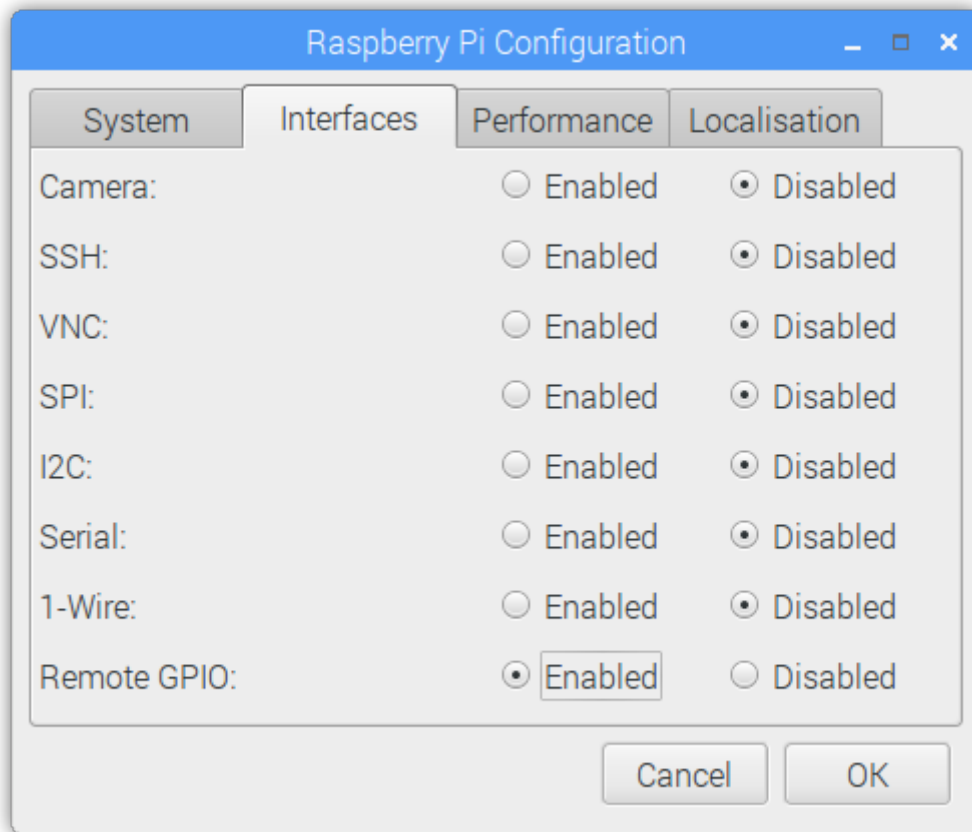 Raspberry Pi Configuration
System Interfaces Performance Localisation
Camera: Enabled Disabled
SSH: Enabled Disabled
VNC: Enabled Disabled
SPI: Enabled Disabled
I2C: Enabled Disabled
Serial: Enabled Disabled
1-Wire: Enabled Disabled
Remote GPIO: Enabled Disabled
Cancel OK